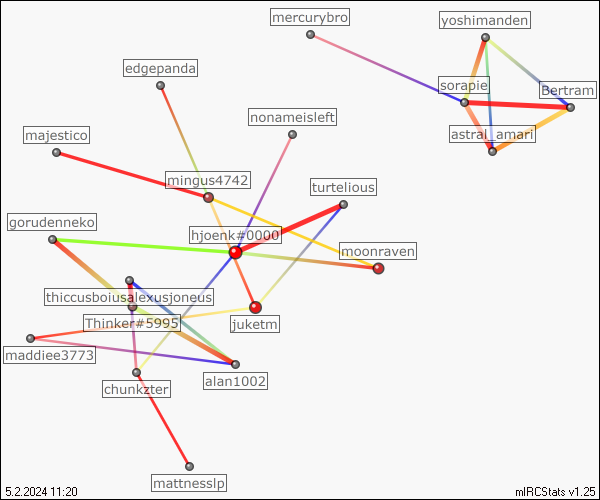 mercurybro
yoshimanden
edgepanda
sorapie
Bertram
nonameisleft
majestico
astral_amari
mingus4742
turtelious
gorudenneko
hjoenk#0000
moonraven
thiccusboiusalexusjoneus
Thinker#5995
juketm
maddiee3773
alan1002
chunkzter
mattnesslp
5.2.2024 11:20
mIRCStats v1.25